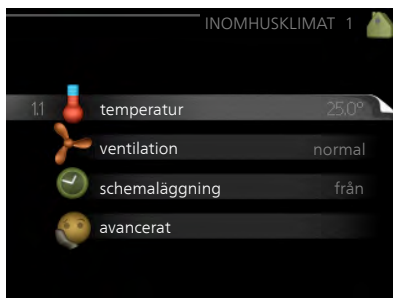 INOMHUSKLIMAT 1
1.1 temperatur 25.0°
ventilation normal
schemaläggning från
avancerat